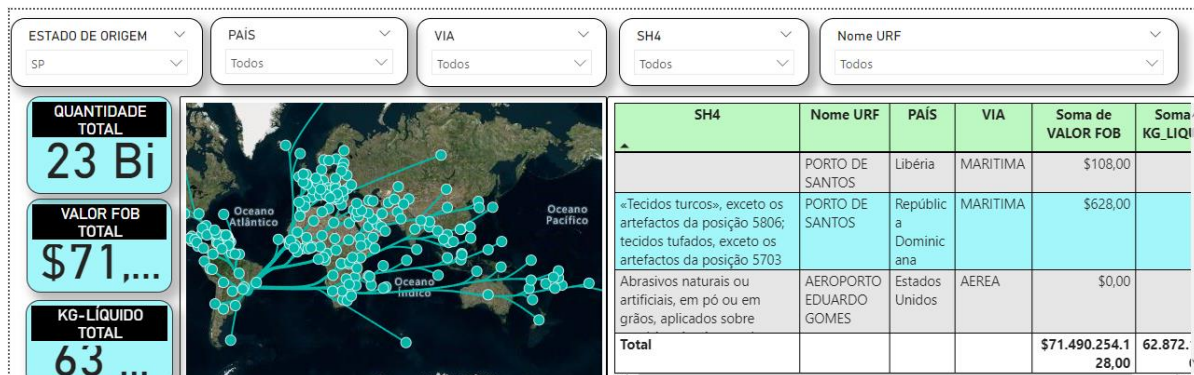 ESTADO DE ORIGEM
SP
PAÍS
Todos
VIA
Todos
SH4
Todos
Nome URF
Todos
QUANTIDADE
TOTAL
23 Bi
VALOR FOB
TOTAL
$71,...
KG-LÍQUIDO
TOTAL
63 ...
Oceano
Atlântico
Oceano
Pacífico
Oceano
Índico
SH4 Nome URF PAÍS VIA Soma de Soma
VALOR FOB KG_LIQU
PORTO DE Libéria MARITIMA $108,00
SANTOS
«Tecidos turcos», exceto os PORTO DE Repúblic MARITIMA $628,00
artefactos da posição 5806; SANTOS a
tecidos tufados, exceto os Dominic
artefactos da posição 5703 ana
Abrasivos naturais ou AEROPORTO Estados AEREA $0,00
artificiais, em pó ou em EDUARDO Unidos
grãos, aplicados sobre GOMES
Total $71.490.254.1 62.872.
28,00